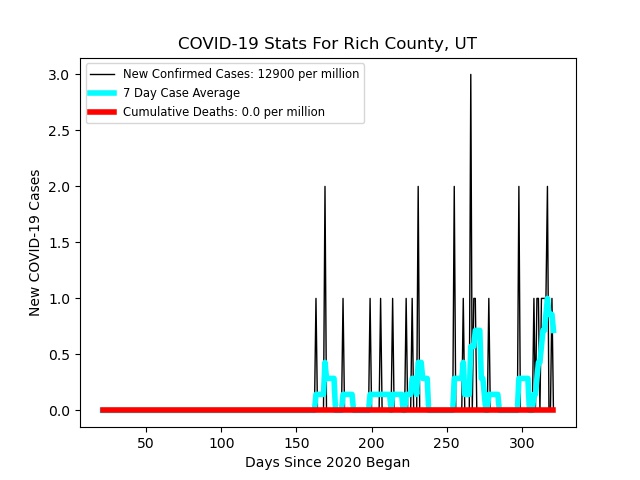 COVID-19 Stats For Rich County, UT
New Confirmed Cases: 12900 per million
7 Day Case Average
Cumulative Deaths: 0.0 per million
New COVID-19 Cases
3.0
2.5
2.0
1.5
1.0
0.5
0.0
50 100 150 200 250 300
Days Since 2020 Began